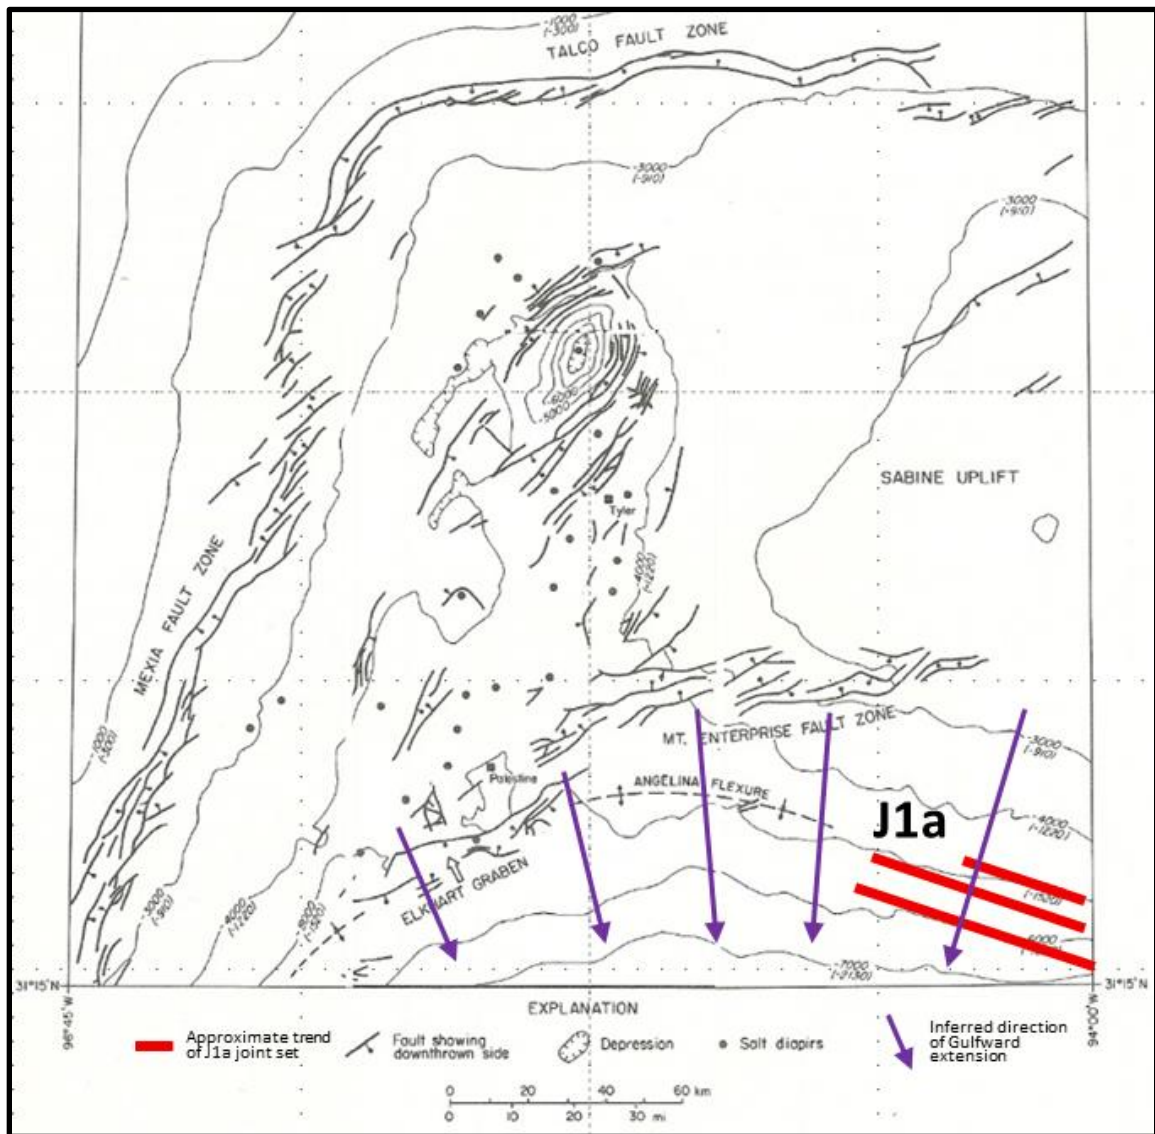 -1000
(-300)
TALCO FAULT ZONE
-3000
(-910)
-3000
(-910)
-6000
-5000
SABINE UPLIFT
Tyler
-4000
(-1220)
MEXIA FAULT ZONE
-1000
(-300)
MT. ENTERPRISE FAULT ZONE
-3000
(-910)
Palestine
ANGELINA FLEXURE
J1a
-4000
(-1220)
ELKHART GRABEN
-3000
(-910)
-4000
(-1220)
(-1520)
(-1520)
-7000
(-2130)
31°15'N
31°15'N
96°45'W
94°00'W
EXPLANATION
Approximate trend
of J1a joint set
Fault showing
downthrown side
Depression
Salt diapirs
Inferred direction
of Gulfward
extension
0 20 40 60 km
0 10 20 30 mi